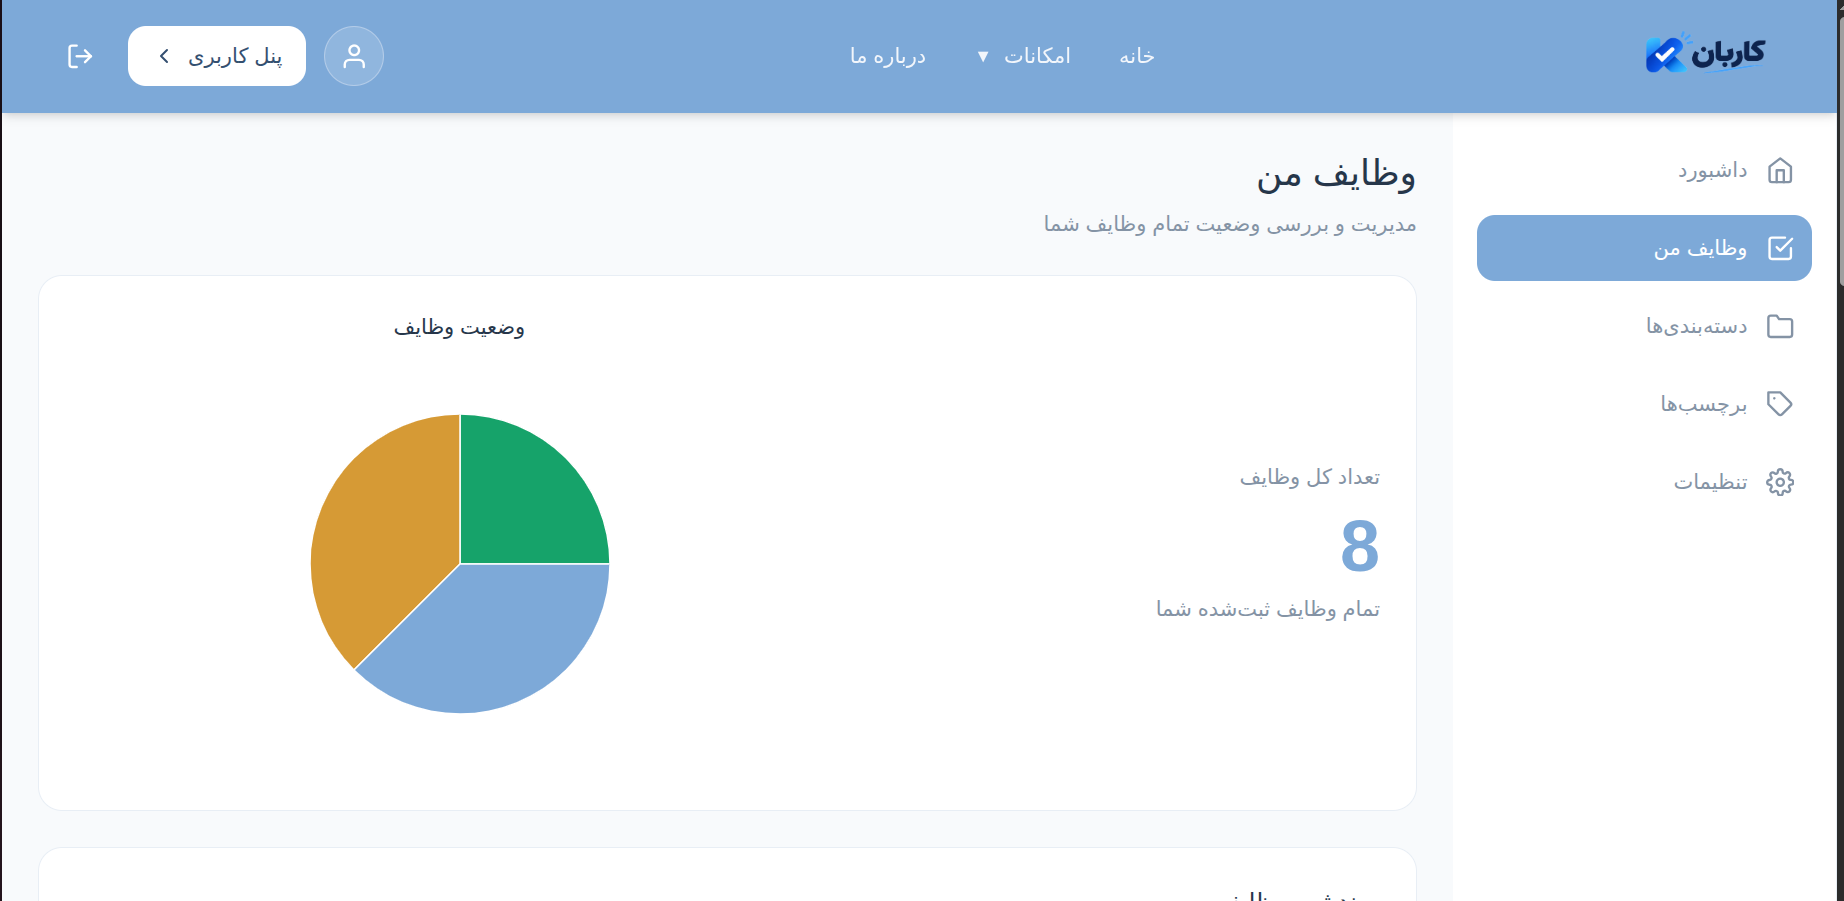 کاربان
خانه
امکانات ▼
درباره ما
پنل کاربری
داشبورد
وظایف من
دسته‌بندی‌ها
برچسب‌ها
تنظیمات
وظایف من
مدیریت و بررسی وضعیت تمام وظایف شما
تعداد کل وظایف
8
تمام وظایف ثبت‌شده شما
وضعیت وظایف